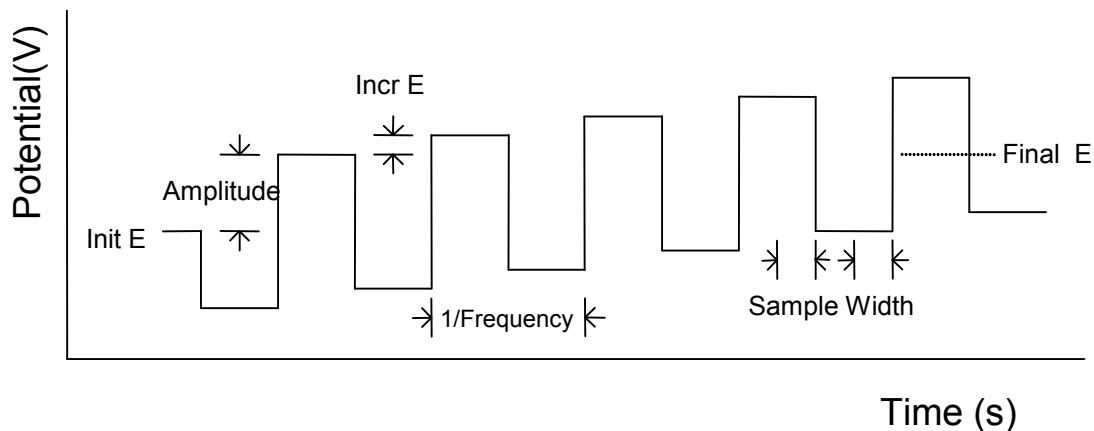 Potential(V)
Incr E
Amplitude
Init E
1/Frequency
Final E
Sample Width
Time (s)